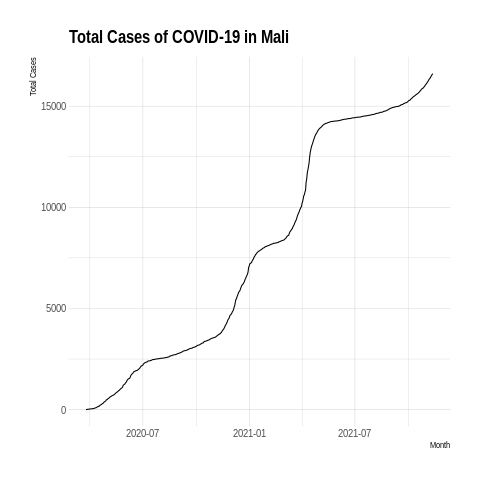 Total Cases of COVID-19 in Mali
Total Cases
15000
10000
5000
0
2020-07 2021-01 2021-07
Month